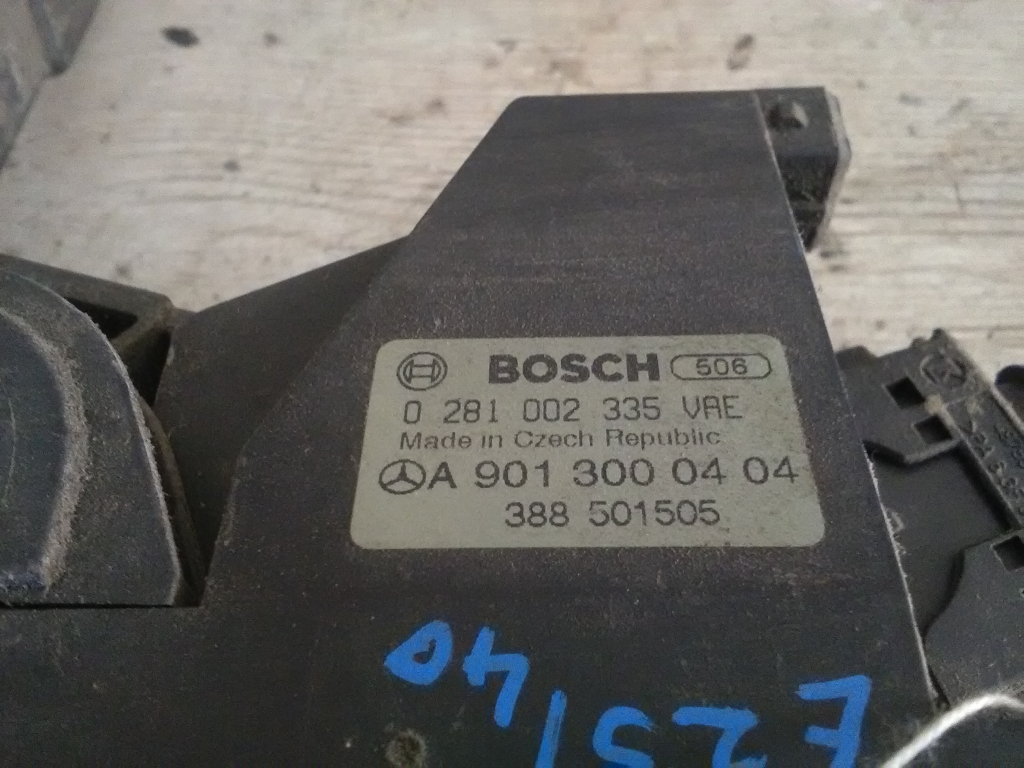 BOSCH 506
0 281 002 335 VAE
Made in Czech Republic
A 901 300 04 04
388 501505